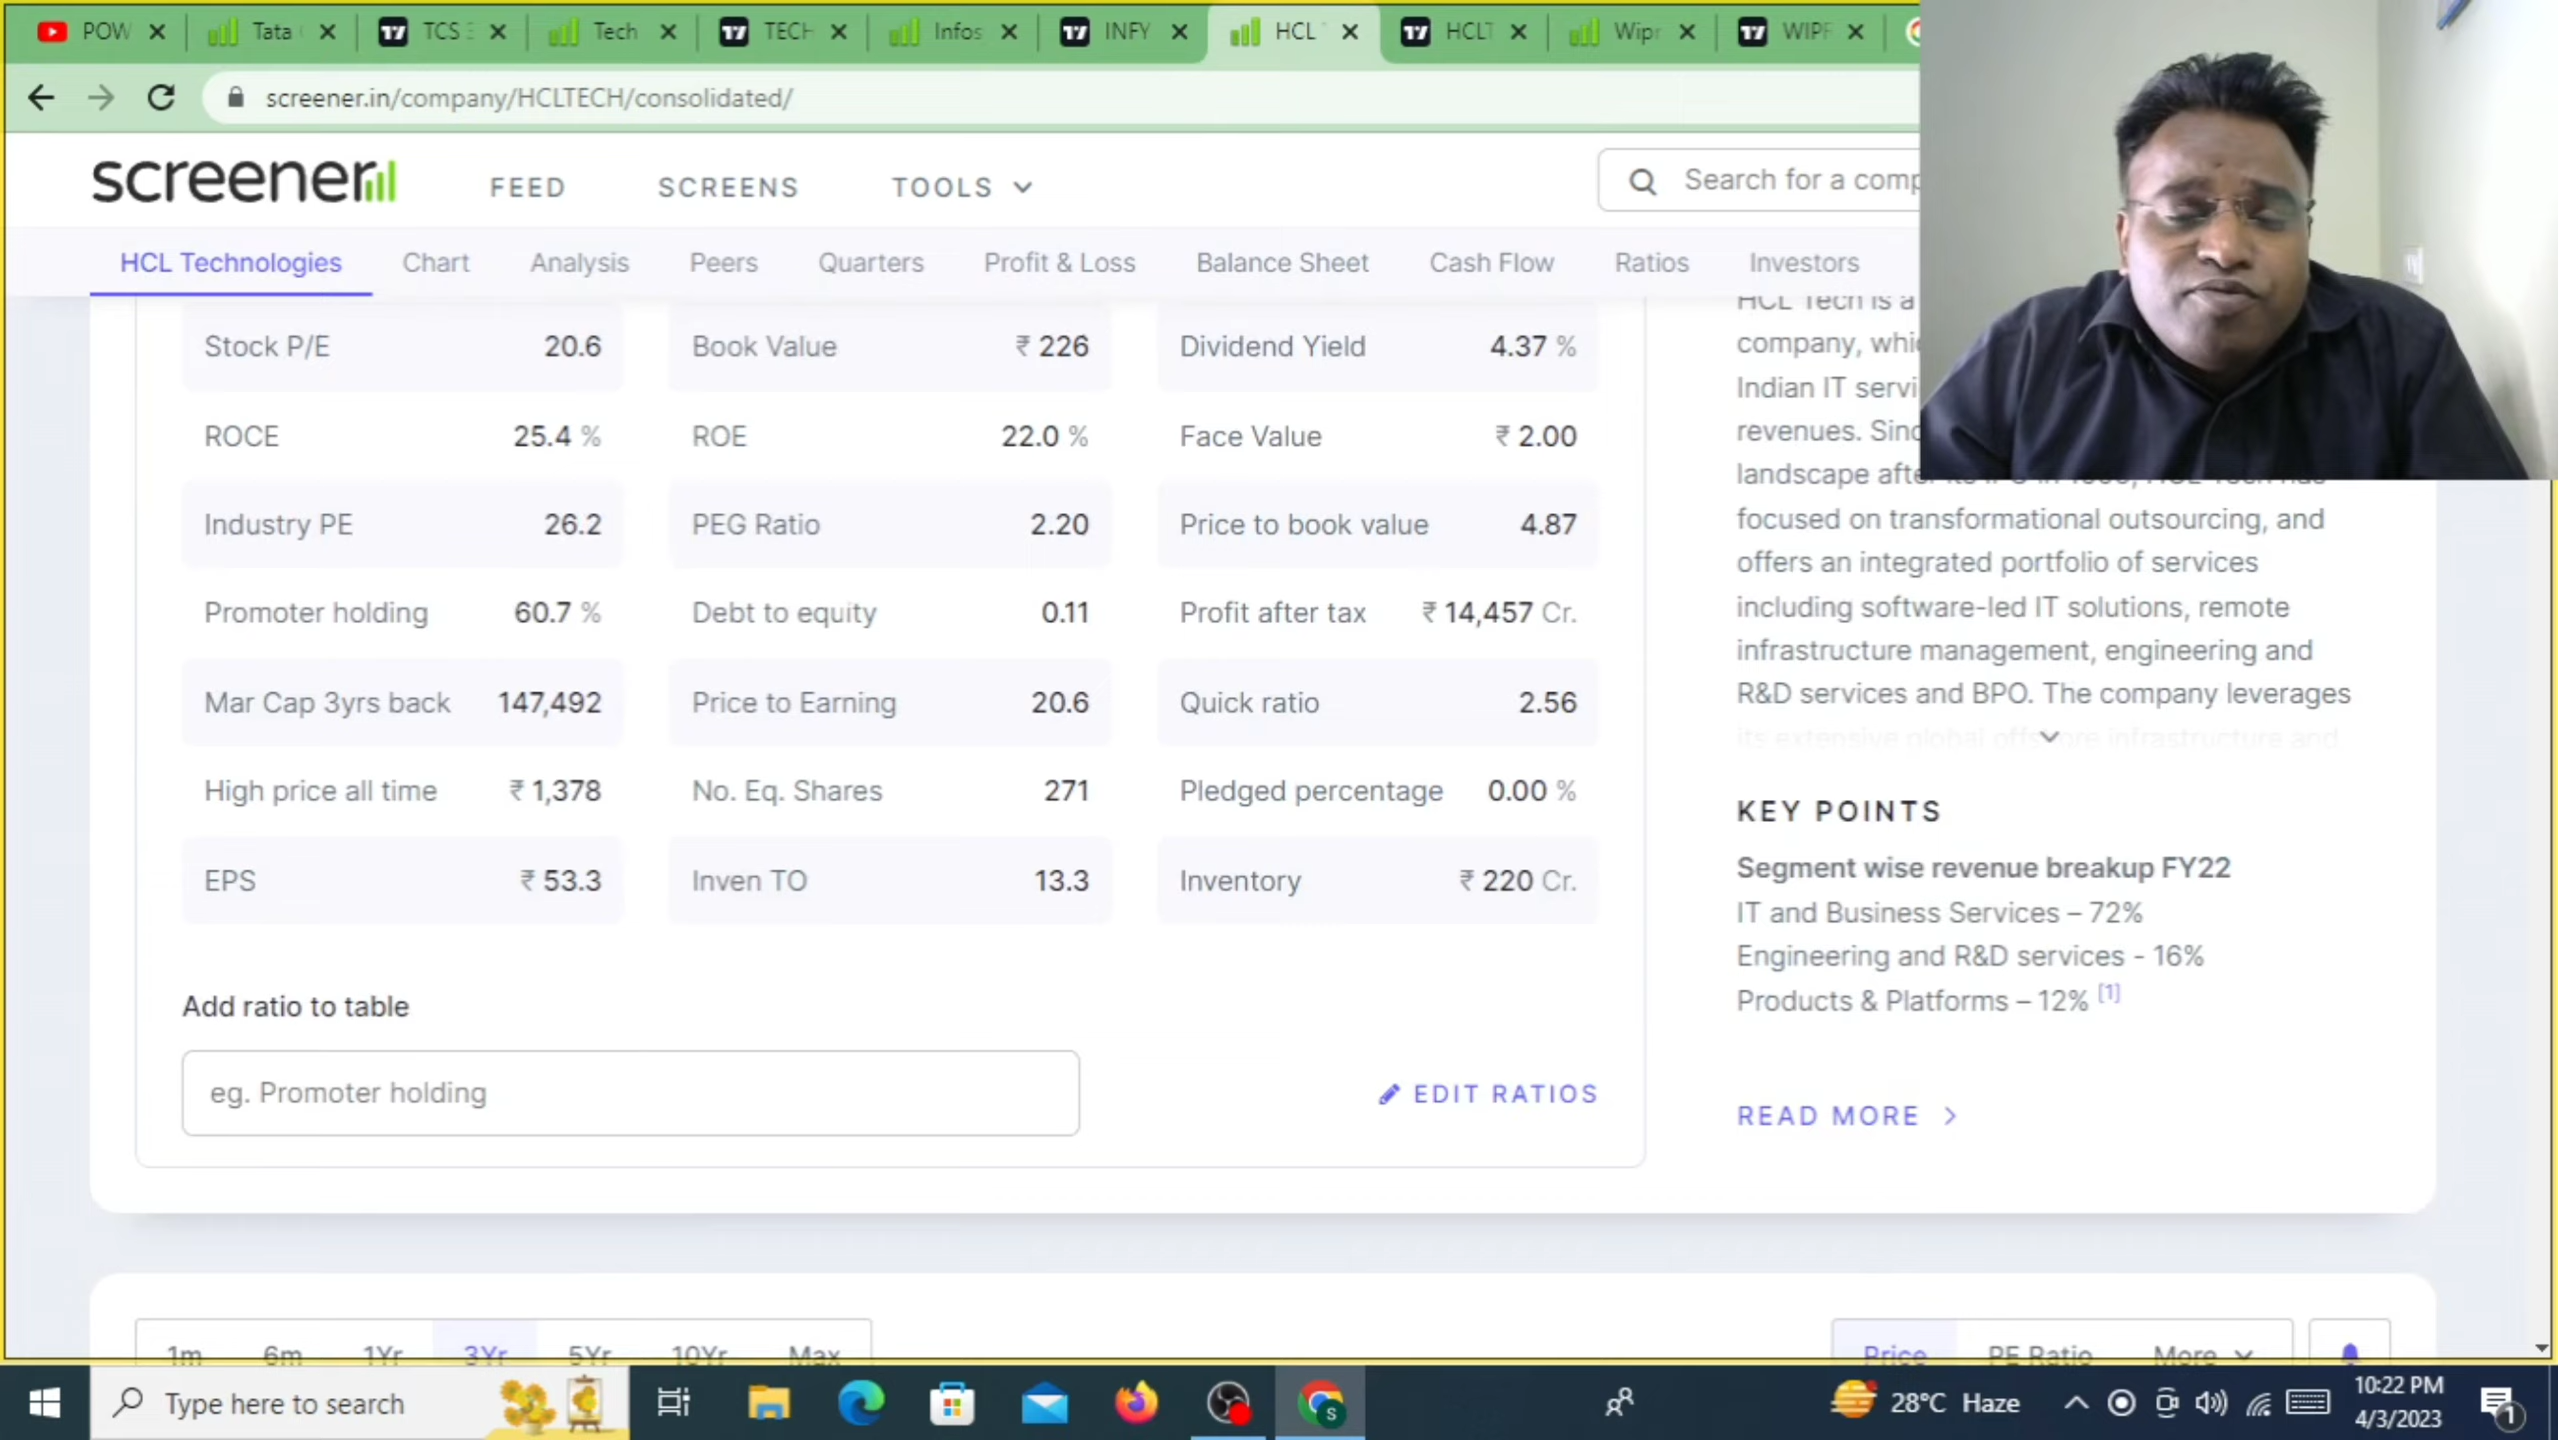 POW
Tata
TCS
Tech
TECH
Infos
INFY
HCL
HCLT
Wipr
WIPF
screener.in/company/HCLTECH/consolidated/
screener
FEED
SCREENS
TOOLS
Search for a comp
HCL Technologies
Chart
Analysis
Peers
Quarters
Profit & Loss
Balance Sheet
Cash Flow
Ratios
Investors
Stock P/E 20.6
Book Value ₹ 226
Dividend Yield 4.37 %
ROCE 25.4 %
ROE 22.0 %
Face Value ₹ 2.00
Industry PE 26.2
PEG Ratio 2.20
Price to book value 4.87
Promoter holding 60.7 %
Debt to equity 0.11
Profit after tax ₹ 14,457 Cr.
Mar Cap 3yrs back 147,492
Price to Earning 20.6
Quick ratio 2.56
High price all time ₹ 1,378
No. Eq. Shares 271
Pledged percentage 0.00 %
EPS ₹ 53.3
Inven TO 13.3
Inventory ₹ 220 Cr.
Add ratio to table
eg. Promoter holding
EDIT RATIOS
HCL Tech is a
company, whi
Indian IT servi
revenues. Sinc
landscape afte
focused on transformational outsourcing, and
offers an integrated portfolio of services
including software-led IT solutions, remote
infrastructure management, engineering and
R&D services and BPO. The company leverages
its extensive global offshore infrastructure and
KEY POINTS
Segment wise revenue breakup FY22
IT and Business Services – 72%
Engineering and R&D services - 16%
Products & Platforms – 12% [1]
READ MORE
1m 6m 1Yr 3Yr 5Yr 10Yr Max
Price PE Ratio More
Type here to search
S
28°C Haze
10:22 PM
4/3/2023
1